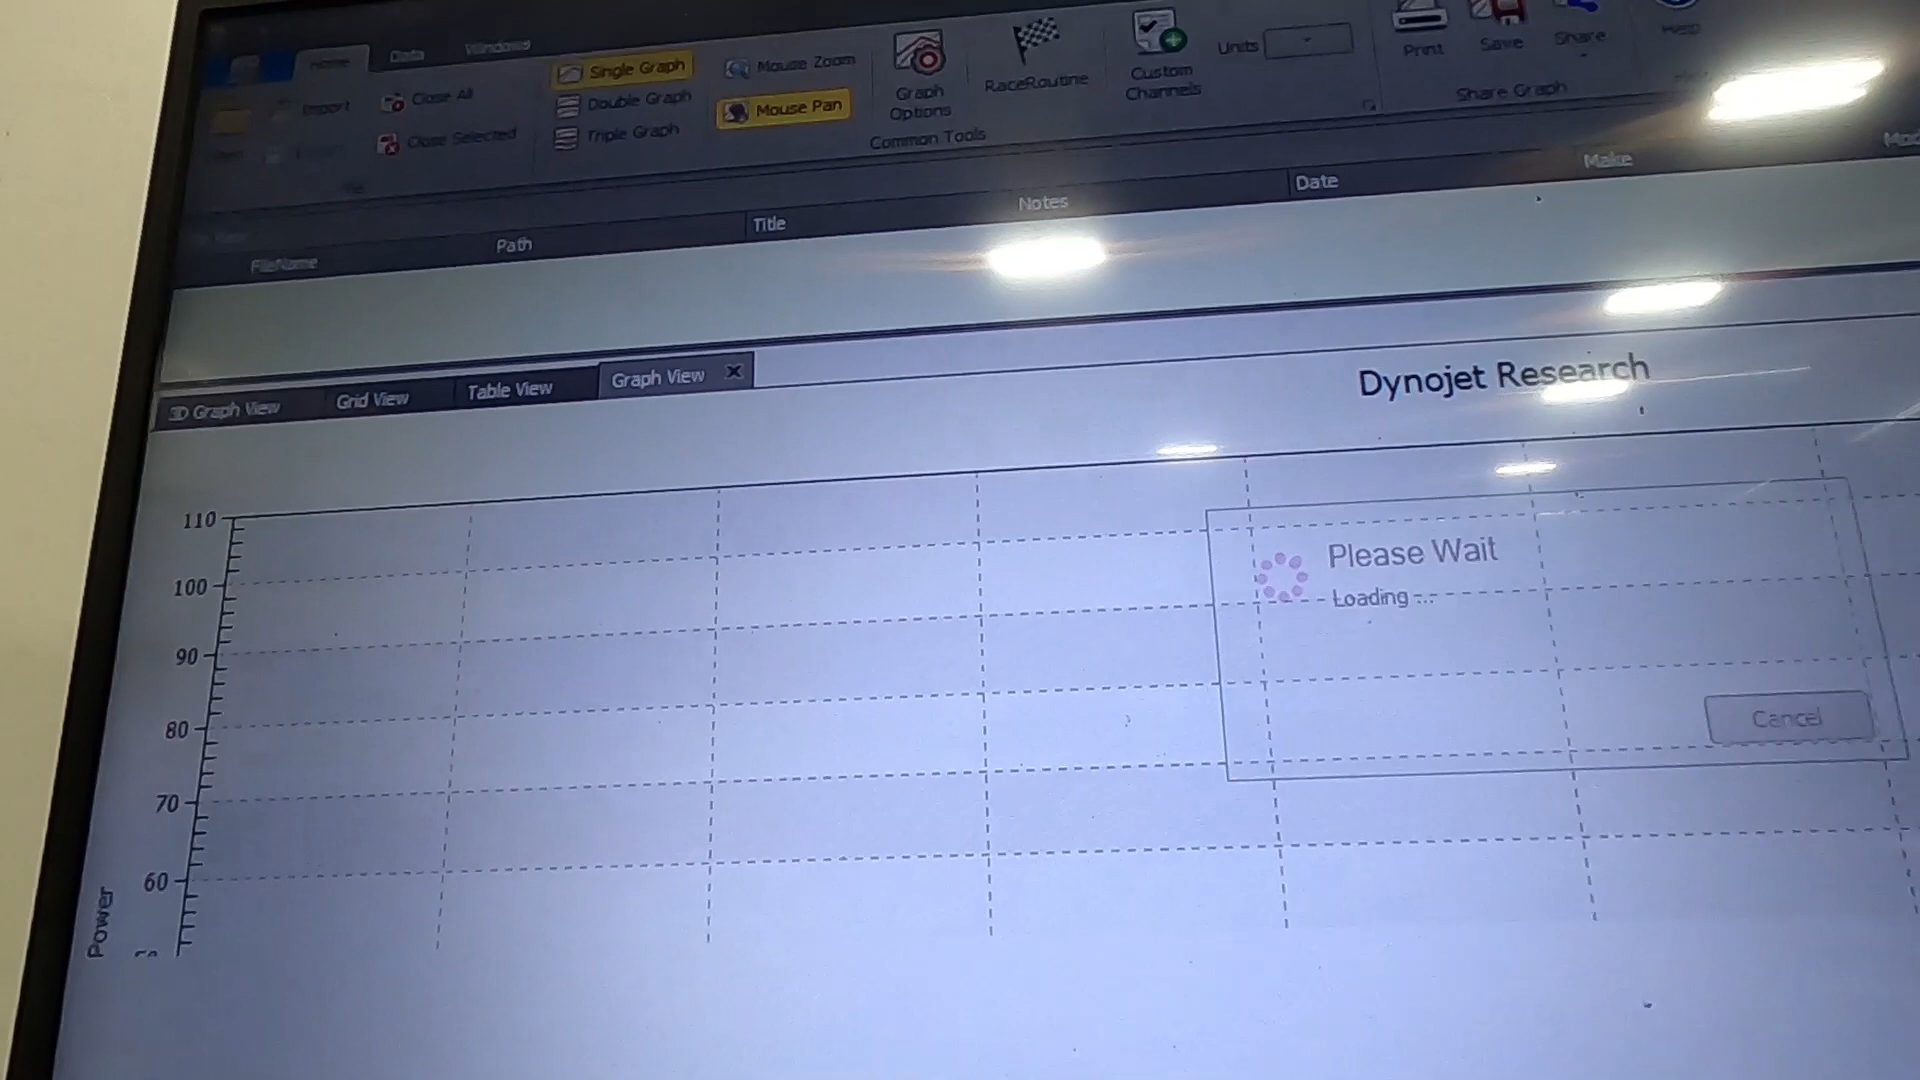 Home Data Windows
Import
Close All
Close Selected
Single Graph
Double Graph
Triple Graph
Mouse Zoom
Mouse Pan
Graph Options
Common Tools
RaceRoutine
Custom Channels
Units
Print Save Share Help
Share Graph
FileName Path Title Notes Date Make
3D Graph View Grid View Table View Graph View
Dynojet Research
110
100
90
80
70
60
Power
Please Wait
Loading ...
Cancel